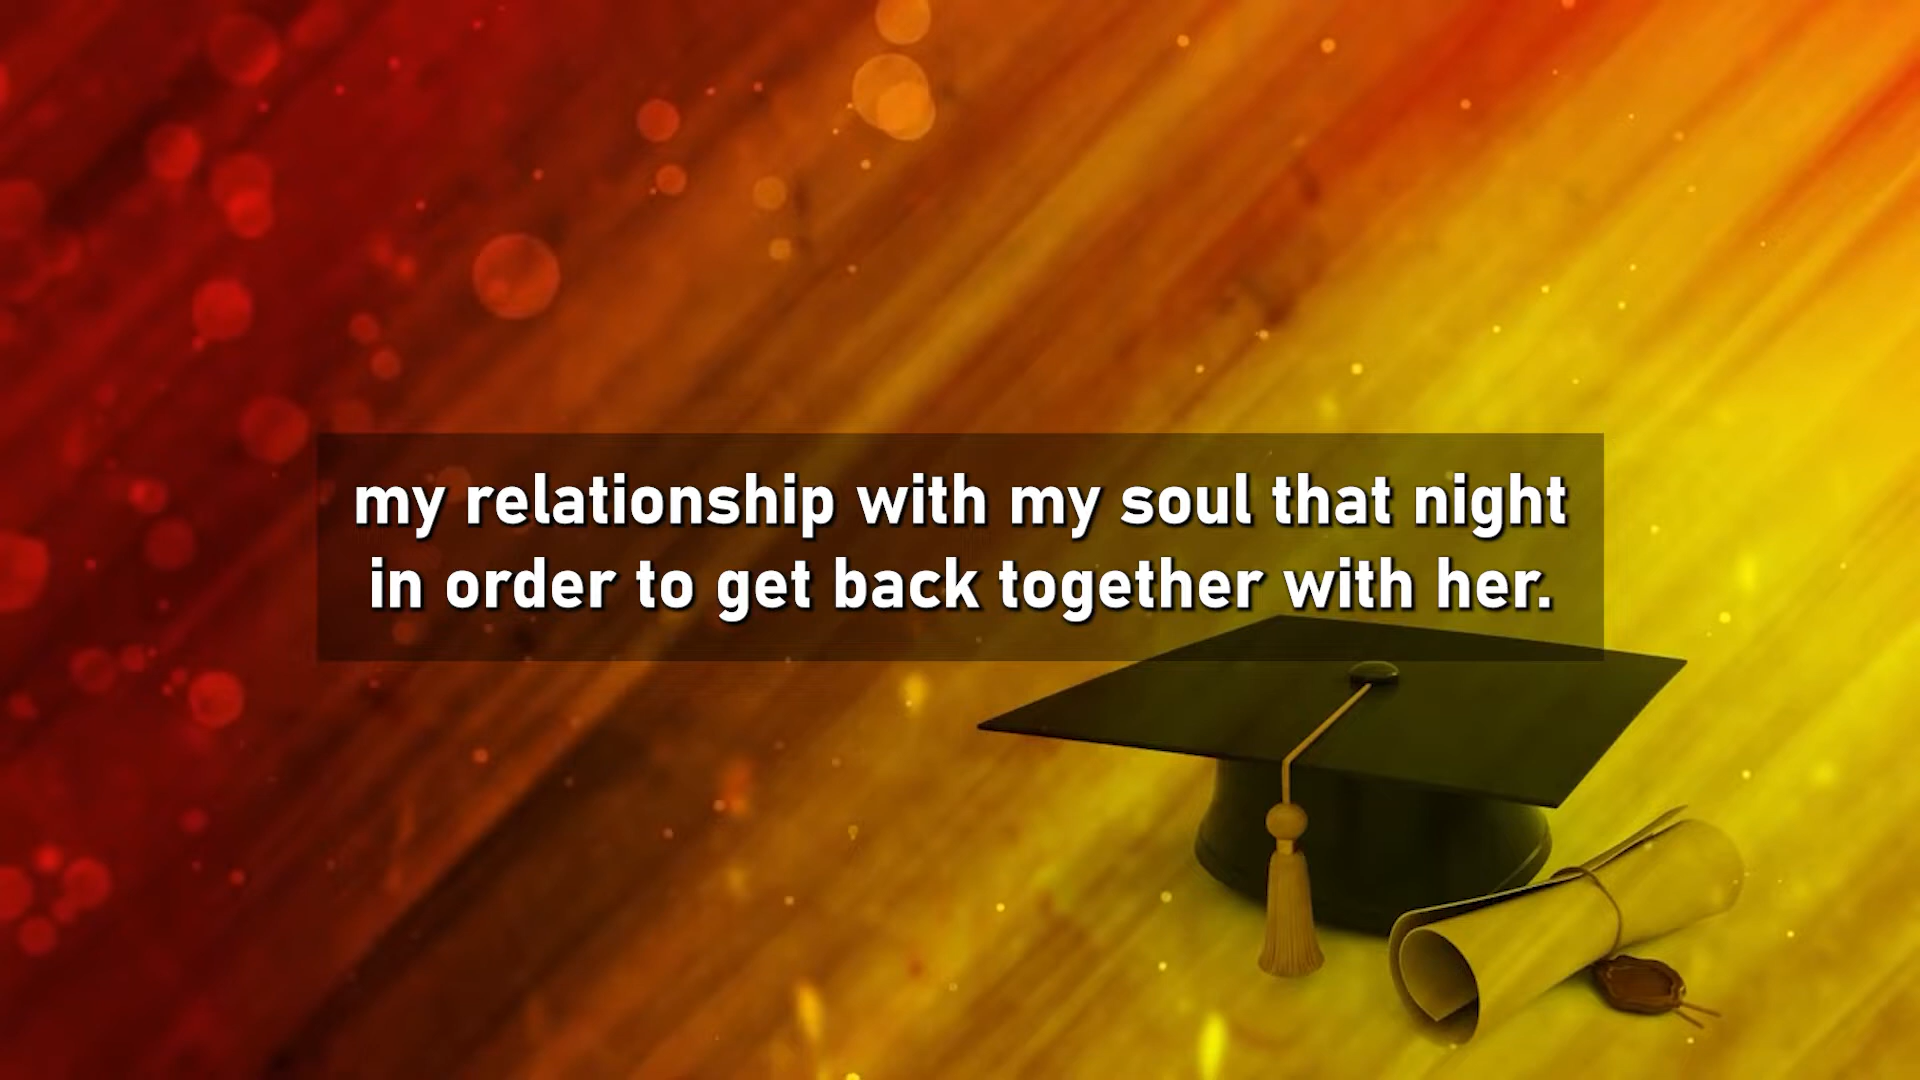 my relationship with my soul that night
in order to get back together with her.